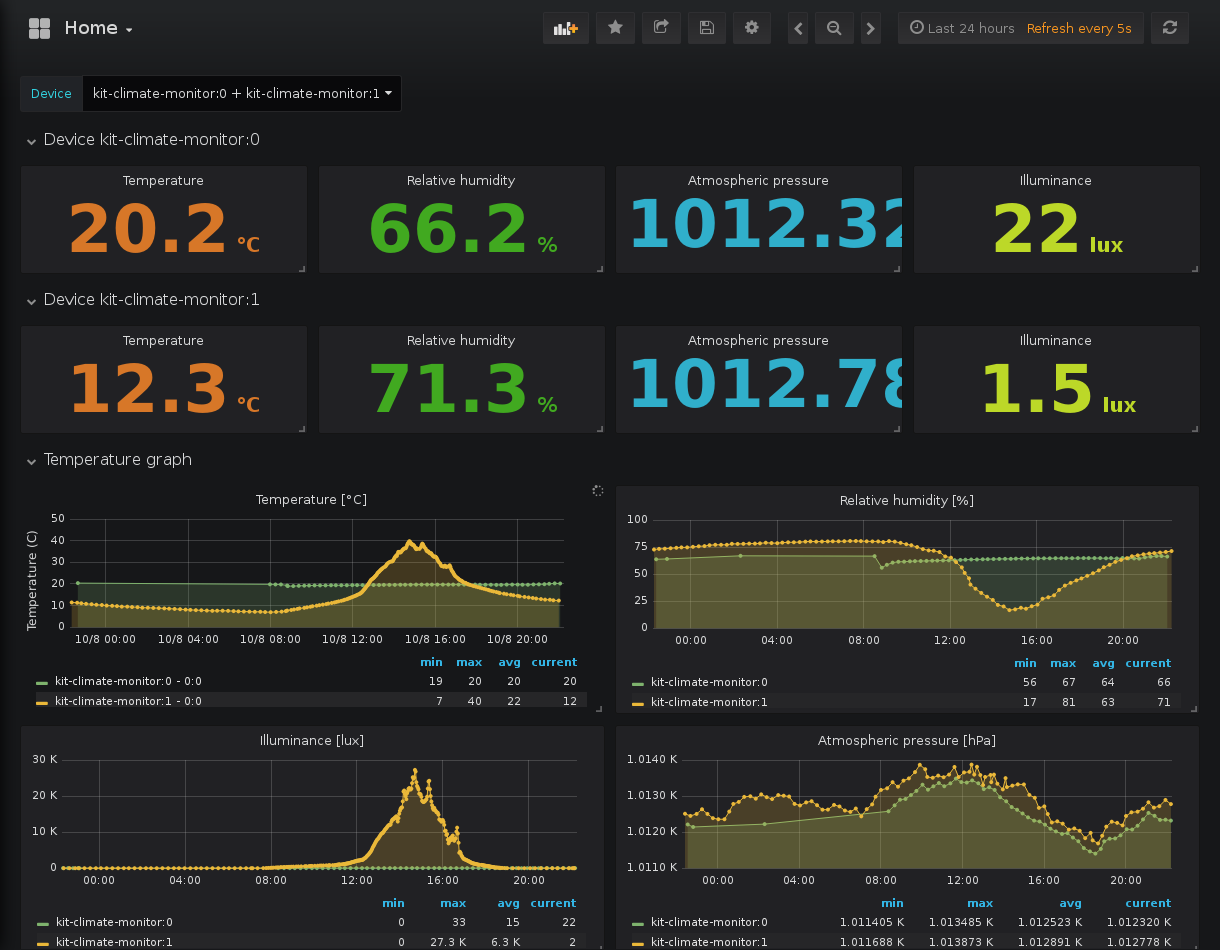 Home
Last 24 hours Refresh every 5s
Device kit-climate-monitor:0 + kit-climate-monitor:1
Device kit-climate-monitor:0
Temperature Relative humidity Atmospheric pressure Illuminance
20.2 °C 66.2 % 1012.32 22 lux
Device kit-climate-monitor:1
Temperature Relative humidity Atmospheric pressure Illuminance
12.3 °C 71.3 % 1012.78 1.5 lux
Temperature graph
Temperature [°C]
Temperature (C)
50
40
30
20
10
0
10/8 00:00 10/8 04:00 10/8 08:00 10/8 12:00 10/8 16:00 10/8 20:00
min max avg current
kit-climate-monitor:0 - 0:0 19 20 20 20
kit-climate-monitor:1 - 0:0 7 40 22 12
Relative humidity [%]
100
75
50
25
0
00:00 04:00 08:00 12:00 16:00 20:00
min max avg current
kit-climate-monitor:0 56 67 64 66
kit-climate-monitor:1 17 81 63 71
Illuminance [lux]
30 K
20 K
10 K
0
00:00 04:00 08:00 12:00 16:00 20:00
min max avg current
kit-climate-monitor:0 0 33 15 22
kit-climate-monitor:1 0 27.3 K 6.3 K 2
Atmospheric pressure [hPa]
1.0140 K
1.0130 K
1.0120 K
1.0110 K
00:00 04:00 08:00 12:00 16:00 20:00
min max avg current
kit-climate-monitor:0 1.011405 K 1.013485 K 1.012523 K 1.012320 K
kit-climate-monitor:1 1.011688 K 1.013873 K 1.012891 K 1.012778 K